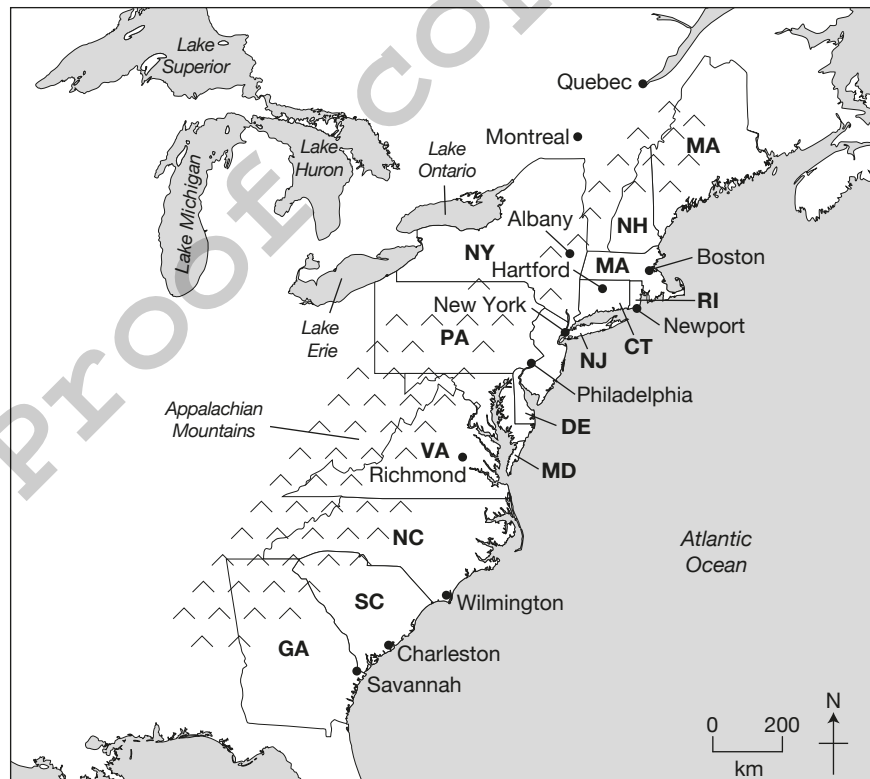 Proof cop
Lake
Superior
Quebec
Montreal
Lake
Huron
Lake
Ontario
MA
Lake Michigan
Albany
NH
NY
MA
Boston
Hartford
RI
New York
Newport
Lake
Erie
PA
NJ
CT
Philadelphia
Appalachian
Mountains
DE
VA
Richmond
MD
NC
Atlantic
Ocean
SC
Wilmington
GA
Charleston
Savannah
N
0 200
km